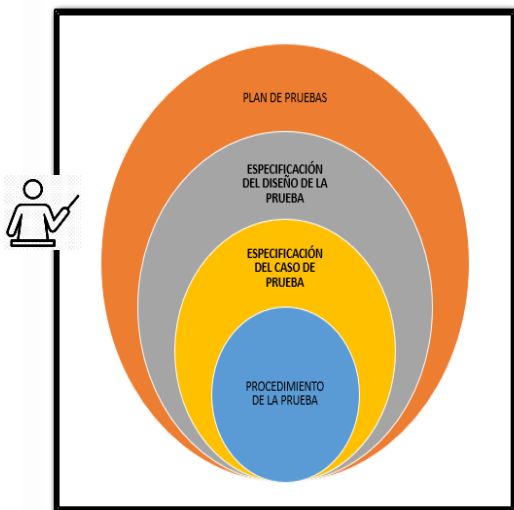 PLAN DE PRUEBAS
ESPECIFICACIÓN
DEL DISEÑO DE LA
PRUEBA
ESPECIFICACIÓN
DEL CASO DE
PRUEBA
PROCEDIMIENTO
DE LA PRUEBA